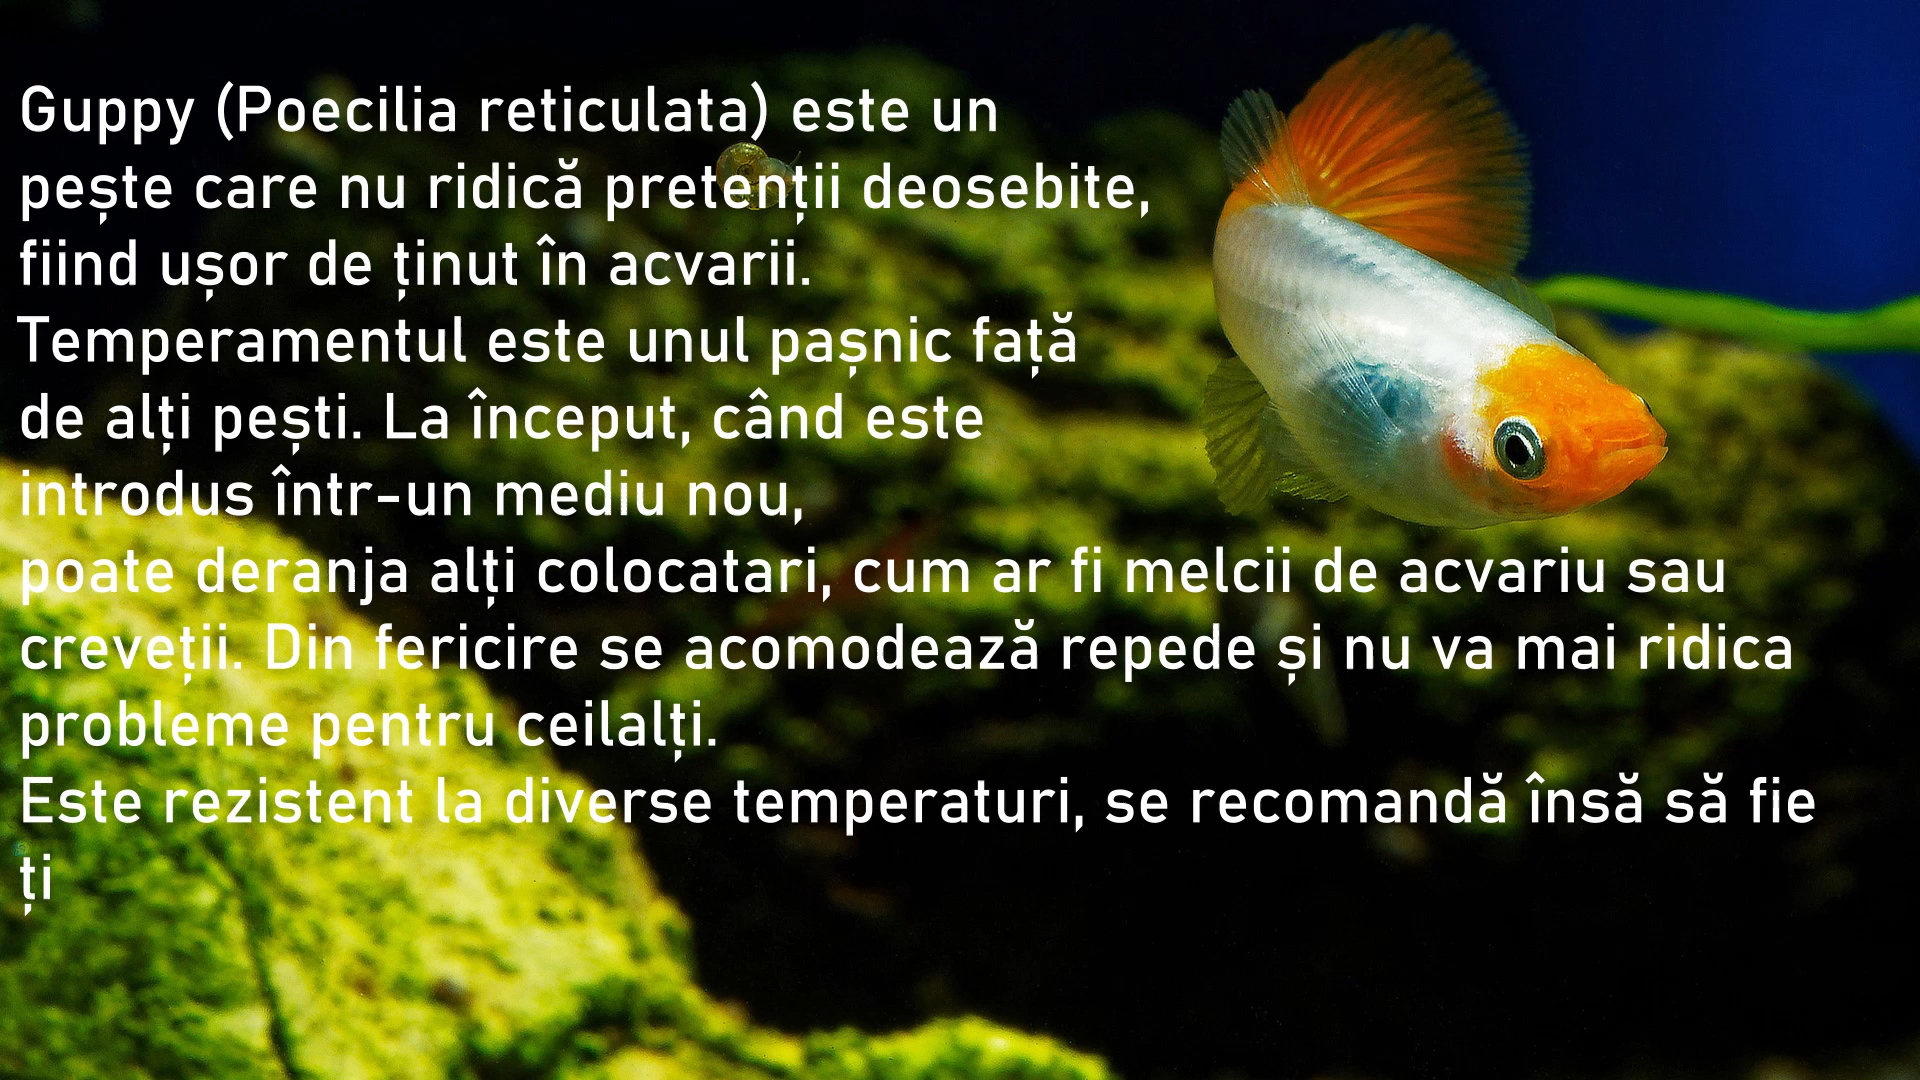 Guppy (Poecilia reticulata) este un
pește care nu ridică pretenții deosebite,
fiind ușor de ținut în acvarii.
Temperamentul este unul pașnic față
de alți pești. La început, când este
introdus într-un mediu nou,
poate deranja alți colocatari, cum ar fi melcii de acvariu sau
creveții. Din fericire se acomodează repede și nu va mai ridica
probleme pentru ceilalți.
Este rezistent la diverse temperaturi, se recomandă însă să fie
ți